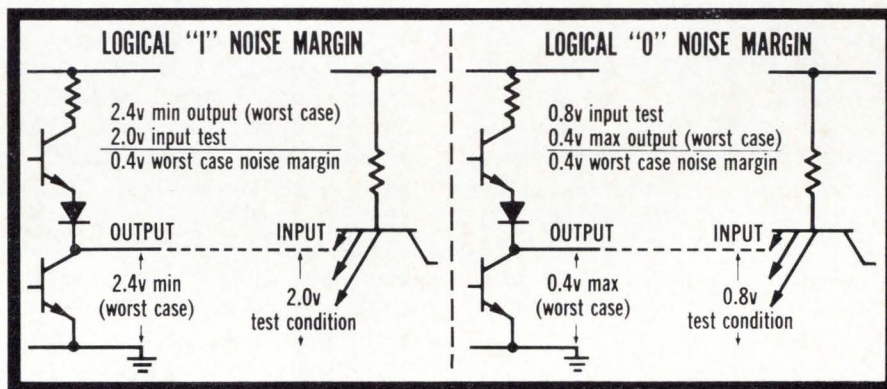 LOGICAL "1" NOISE MARGIN
2.4v min output (worst case)
2.0v input test
0.4v worst case noise margin
OUTPUT
INPUT
2.4v min
(worst case)
2.0v
test condition
LOGICAL "0" NOISE MARGIN
0.8v input test
0.4v max output (worst case)
0.4v worst case noise margin
OUTPUT
INPUT
0.4v max
(worst case)
0.8v
test condition